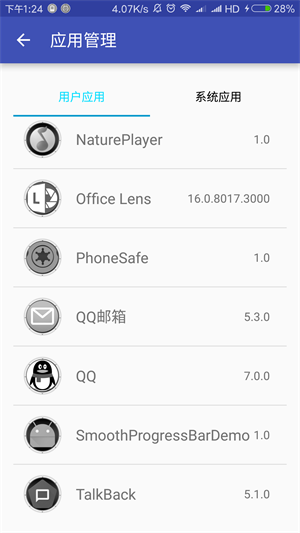 下午1:24 4.07K/s HD 28%
应用管理
用户应用 系统应用
NaturePlayer 1.0
L Office Lens 16.0.8017.3000
PhoneSafe 1.0
QQ邮箱 5.3.0
QQ 7.0.0
SmoothProgressBarDemo 1.0
TalkBack 5.1.0